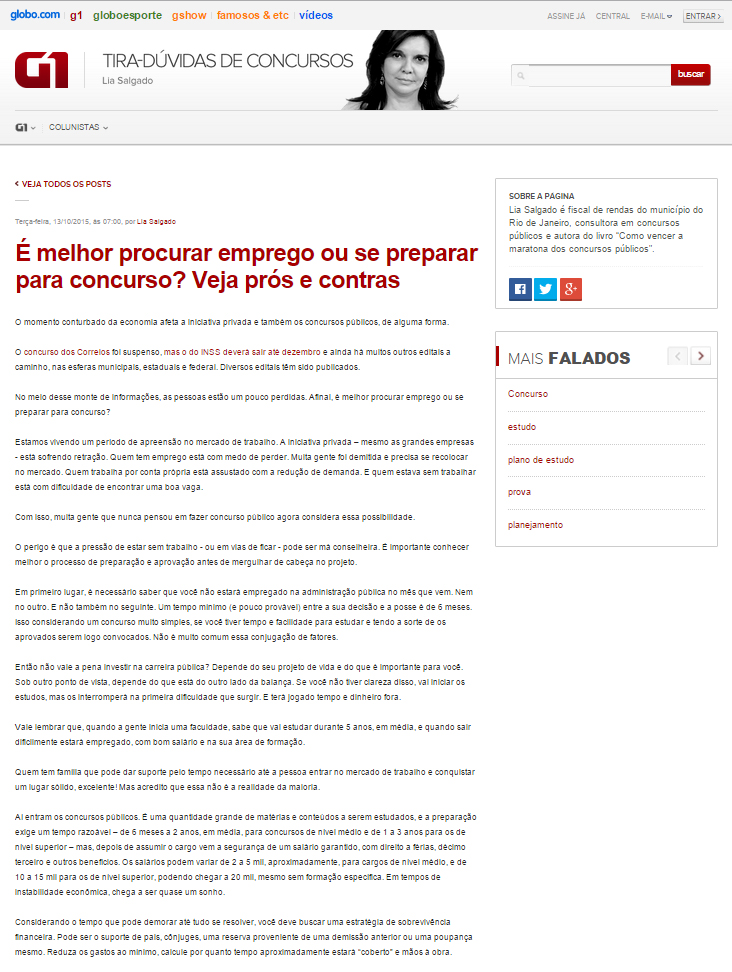 globo.com g1 globoesporte gshow famosos & etc vídeos
ASSINE JÁ CENTRAL E-MAIL ENTRAR ›
G1
TIRA-DÚVIDAS DE CONCURSOS
Lia Salgado
buscar
G1 COLUNISTAS
VEJA TODOS OS POSTS
Terça-feira, 13/10/2015, às 07:00, por Lia Salgado
É melhor procurar emprego ou se preparar
para concurso? Veja prós e contras
O momento conturbado da economia afeta a iniciativa privada e também os concursos públicos, de alguma forma.
O concurso dos Correios foi suspenso, mas o do INSS deverá sair até dezembro e ainda há muitos outros editais a
caminho, nas esferas municipais, estaduais e federal. Diversos editais têm sido publicados.
No meio desse monte de informações, as pessoas estão um pouco perdidas. Afinal, é melhor procurar emprego ou se
preparar para concurso?
Estamos vivendo um período de apreensão no mercado de trabalho. A iniciativa privada – mesmo as grandes empresas
- está sofrendo retração. Quem tem emprego está com medo de perder. Muita gente foi demitida e precisa se recolocar
no mercado. Quem trabalha por conta própria está assustado com a redução de demanda. E quem estava sem trabalhar
está com dificuldade de encontrar uma boa vaga.
Com isso, muita gente que nunca pensou em fazer concurso público agora considera essa possibilidade.
O perigo é que a pressão de estar sem trabalho - ou em vias de ficar - pode ser má conselheira. É importante conhecer
melhor o processo de preparação e aprovação antes de mergulhar de cabeça no projeto.
Em primeiro lugar, é necessário saber que você não estará empregado na administração pública no mês que vem. Nem
no outro. E não também no seguinte. Um tempo mínimo (e pouco provável) entre a sua decisão e a posse é de 6 meses.
Isso considerando um concurso muito simples, se você tiver tempo e facilidade para estudar e tendo a sorte de os
aprovados serem logo convocados. Não é muito comum essa conjugação de fatores.
Então não vale a pena investir na carreira pública? Depende do seu projeto de vida e do que é importante para você.
Sob outro ponto de vista, depende do que está do outro lado da balança. Se você não tiver clareza disso, vai iniciar os
estudos, mas os interromperá na primeira dificuldade que surgir. E terá jogado tempo e dinheiro fora.
Vale lembrar que, quando a gente inicia uma faculdade, sabe que vai estudar durante 5 anos, em média, e quando sair
dificilmente estará empregado, com bom salário e na sua área de formação.
Quem tem família que pode dar suporte pelo tempo necessário até a pessoa entrar no mercado de trabalho e conquistar
um lugar sólido, excelente! Mas acredito que essa não é a realidade da maioria.
Aí entram os concursos públicos. É uma quantidade grande de matérias e conteúdos a serem estudados, e a preparação
exige um tempo razoável – de 6 meses a 2 anos, em média, para concursos de nível médio e de 1 a 3 anos para os de
nível superior – mas, depois de assumir o cargo vem a segurança de um salário garantido, com direito a férias, décimo
terceiro e outros benefícios. Os salários podem variar de 2 a 5 mil, aproximadamente, para cargos de nível médio, e de
10 a 15 mil para os de nível superior, podendo chegar a 20 mil, mesmo sem formação específica. Em tempos de
instabilidade econômica, chega a ser quase um sonho.
Considerando o tempo que pode demorar até tudo se resolver, você deve buscar uma estratégia de sobrevivência
financeira. Pode ser o suporte de pais, cônjuges, uma reserva proveniente de uma demissão anterior ou uma poupança
mesmo. Reduza os gastos ao mínimo, calcule por quanto tempo aproximadamente estará "coberto" e mãos à obra.
SOBRE A PÁGINA
Lia Salgado é fiscal de rendas do município do
Rio de Janeiro, consultora em concursos
públicos e autora do livro "Como vencer a
maratona dos concursos públicos".
MAIS FALADOS
Concurso
estudo
plano de estudo
prova
planejamento